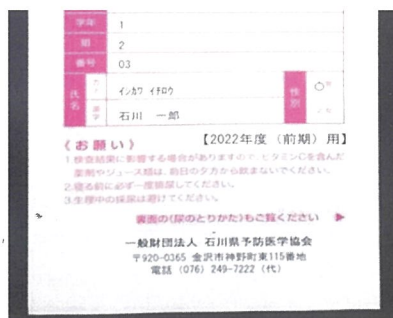 学年 1
組 2
番号 03
氏名 カナ イシカワ イチロウ 性別 男
漢字 石川 一郎 女
《お願い》 【2022年度（前期）用】
1.検査結果に影響する場合がありますので、ビタミンCを含んだ
薬剤やジュース類は、前日の夕方から飲まないでください。
2.寝る前に必ず一度排尿してください。
3.生理中の採尿は避けてください。
裏面の《尿のとりかた》もご覧ください ▶
一般財団法人 石川県予防医学協会
〒920-0365 金沢市神野町東115番地
電話（076）249-7222（代）